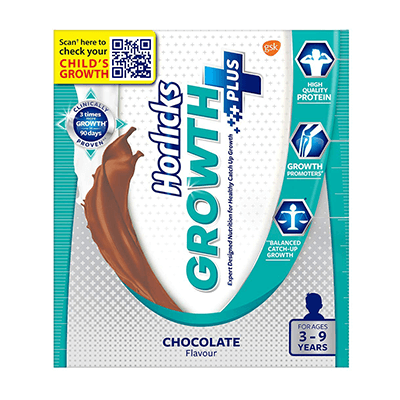 Scan† here to
check your
CHILD'S
GROWTH
gsk
CLINICALLY
3 times
GROWTH
90 days
PROVEN
Horlicks
GROWTH
PLUS
Expert Designed Nutrition for Healthy Catch Up Growth
HIGH
QUALITY
PROTEIN
GROWTH
PROMOTERS
BALANCED
CATCH-UP
GROWTH
CHOCOLATE
Flavour
FOR AGES
3 - 9
YEARS